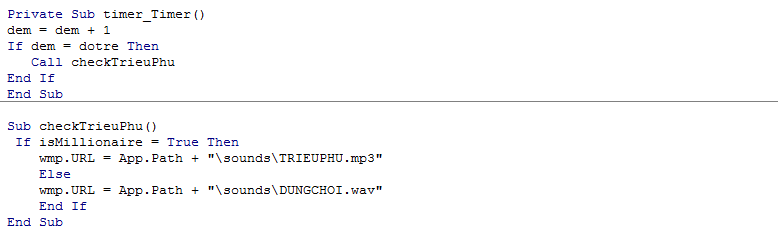 Private Sub timer_Timer()
dem = dem + 1
If dem = dotre Then
   Call checkTrieuPhu
End If
End Sub
Sub checkTrieuPhu()
 If isMillionaire = True Then
    wmp.URL = App.Path + "\sounds\TRIEUPHU.mp3"
    Else
    wmp.URL = App.Path + "\sounds\DUNGCHOI.wav"
    End If
End Sub